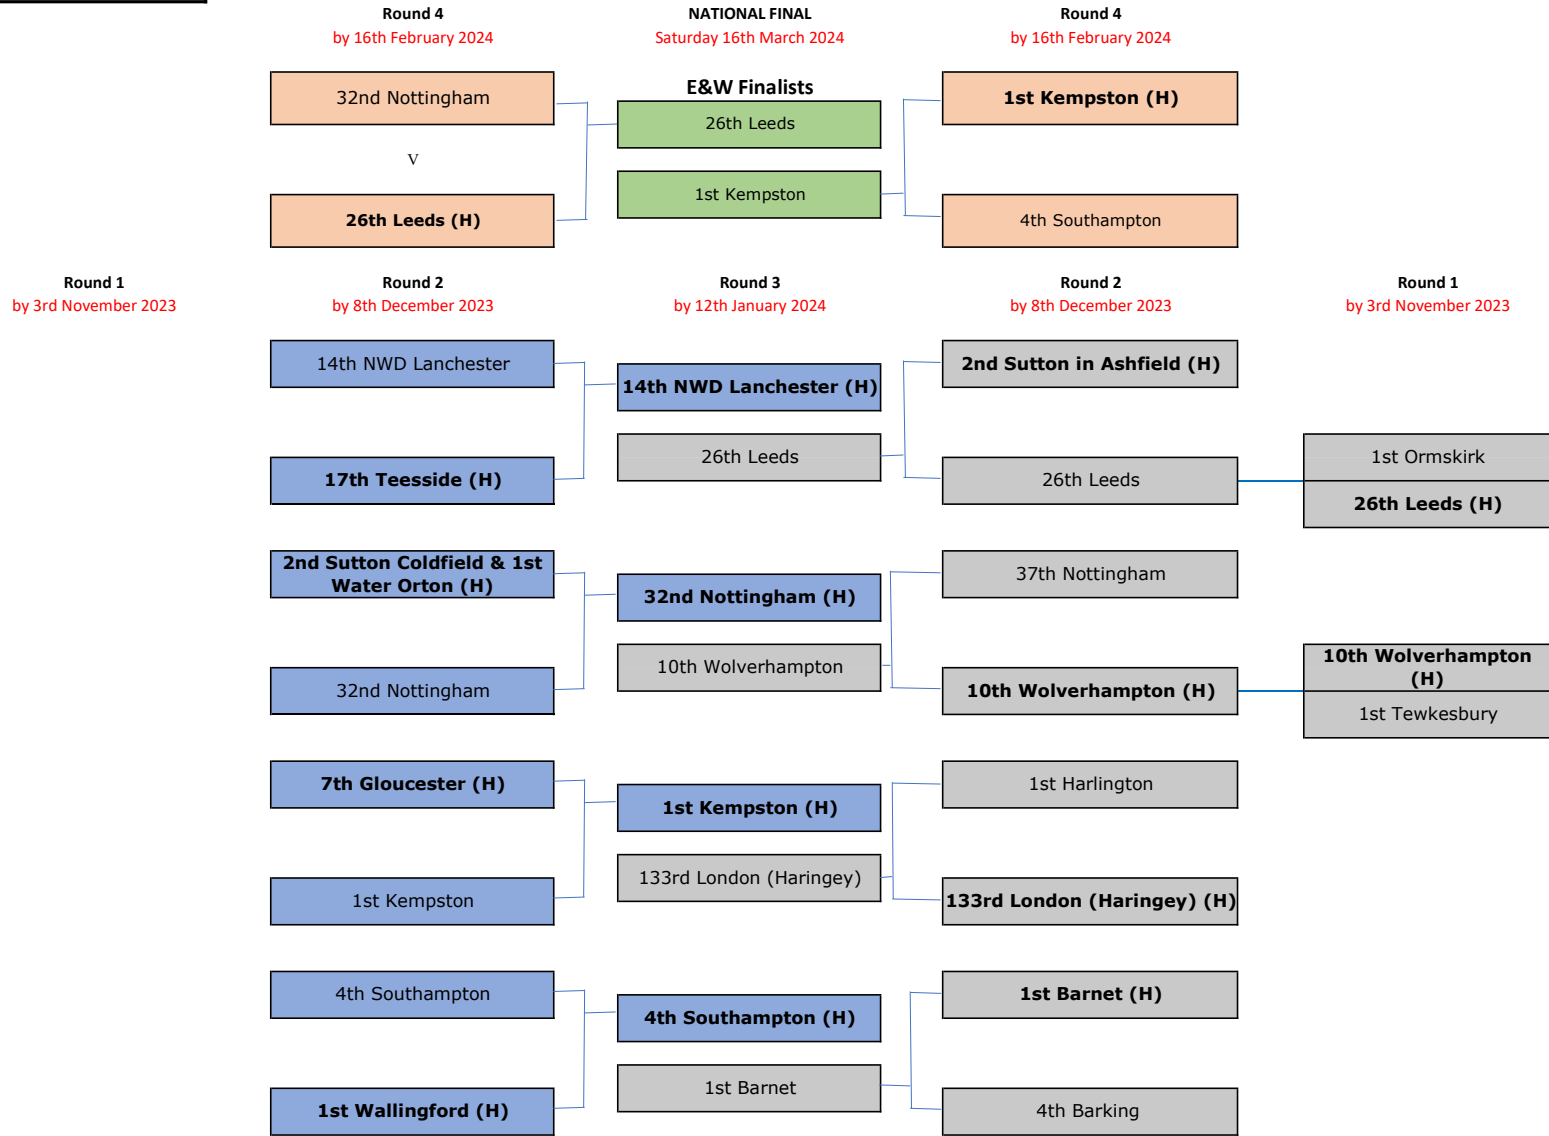 Round 4
by 16th February 2024
NATIONAL FINAL
Saturday 16th March 2024
Round 4
by 16th February 2024
32nd Nottingham
E&W Finalists
26th Leeds
1st Kempston (H)
V
1st Kempston
26th Leeds (H)
4th Southampton
Round 1
by 3rd November 2023
Round 2
by 8th December 2023
Round 3
by 12th January 2024
Round 2
by 8th December 2023
Round 1
by 3rd November 2023
14th NWD Lanchester
14th NWD Lanchester (H)
2nd Sutton in Ashfield (H)
26th Leeds
1st Ormskirk
17th Teesside (H)
26th Leeds
26th Leeds (H)
2nd Sutton Coldfield & 1st
Water Orton (H)
32nd Nottingham (H)
37th Nottingham
10th Wolverhampton
10th Wolverhampton
(H)
32nd Nottingham
10th Wolverhampton (H)
1st Tewkesbury
7th Gloucester (H)
1st Kempston (H)
1st Harlington
133rd London (Haringey)
1st Kempston
133rd London (Haringey) (H)
4th Southampton
4th Southampton (H)
1st Barnet (H)
1st Barnet
1st Wallingford (H)
4th Barking